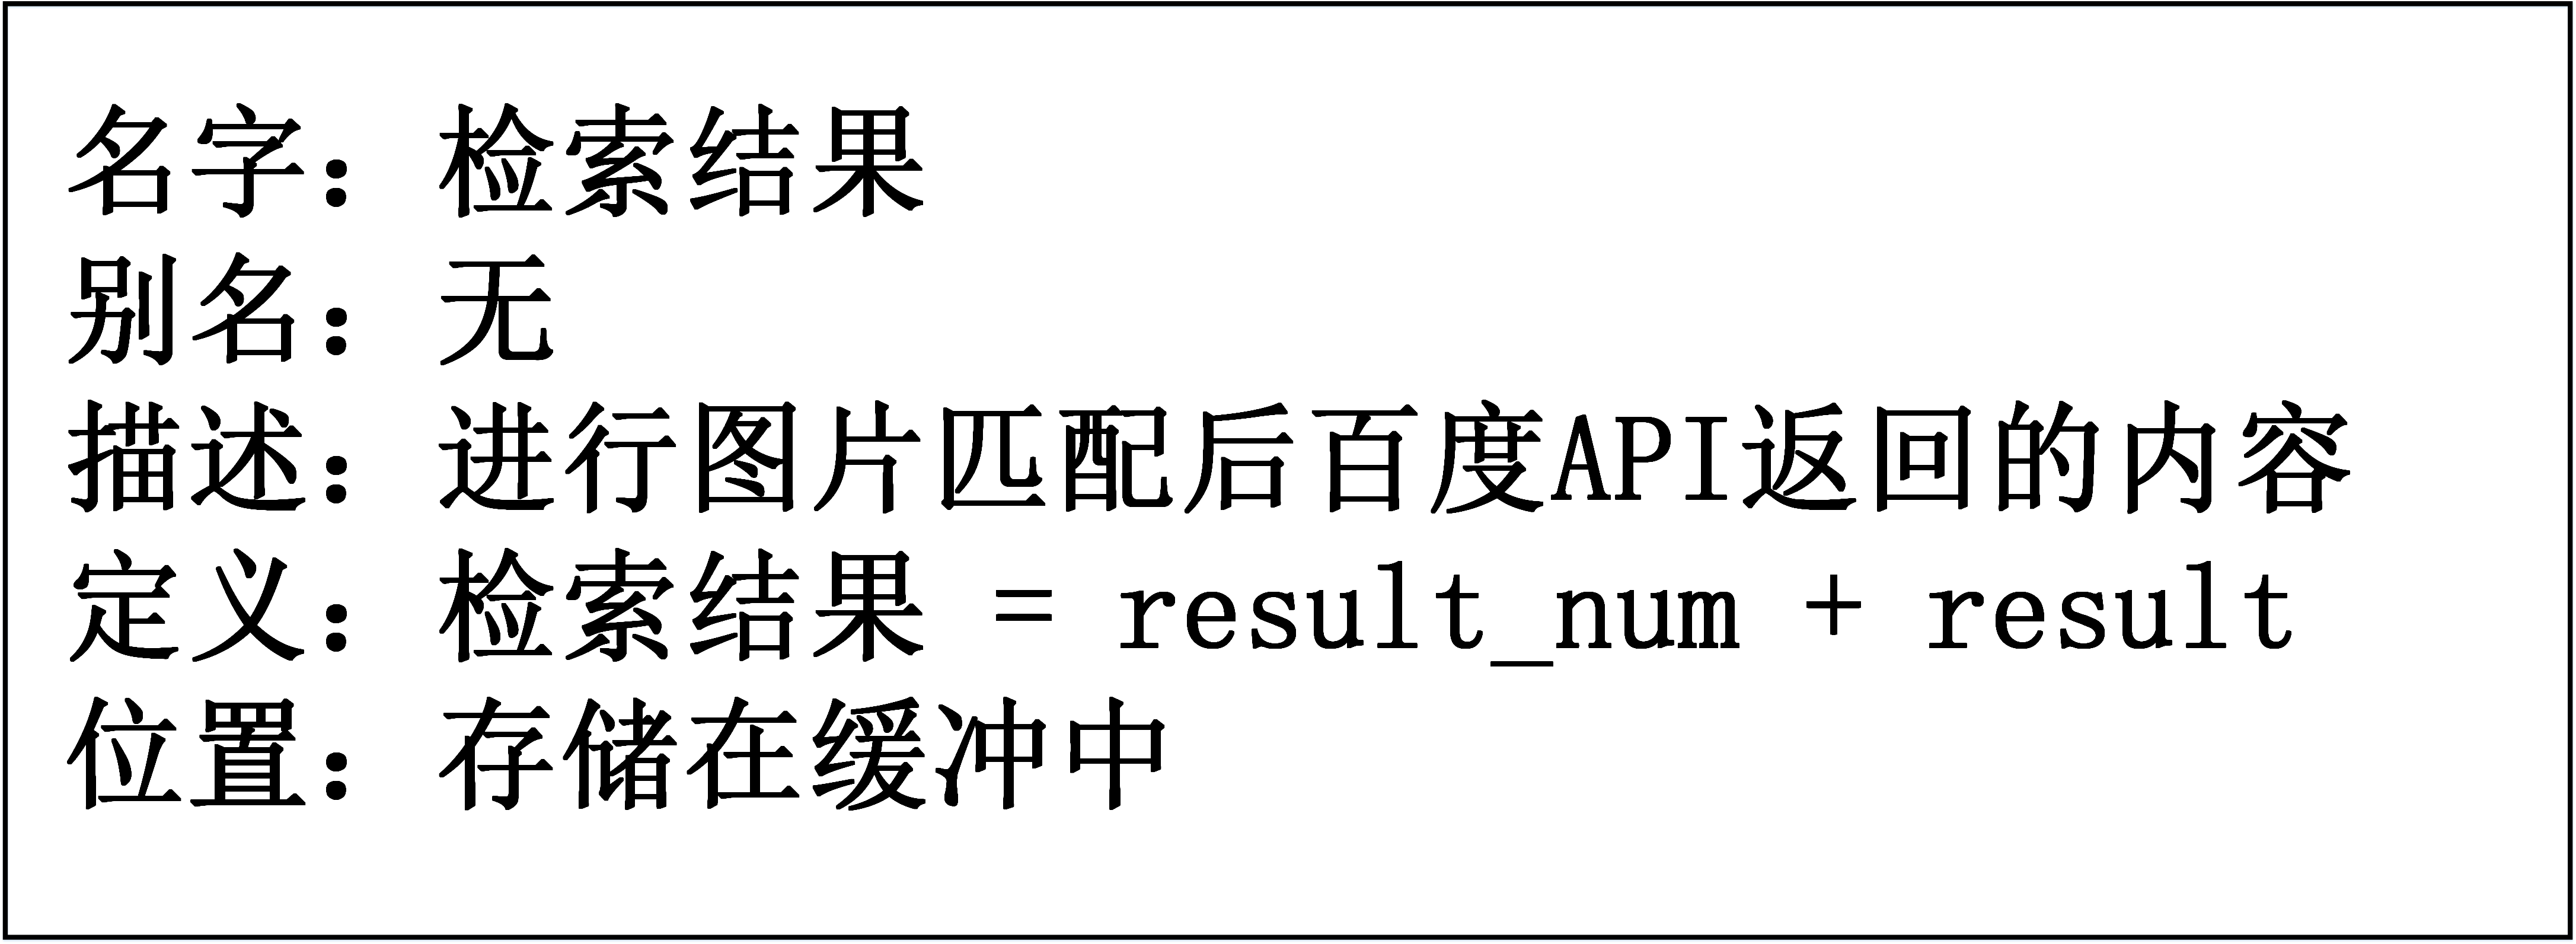 名字：检索结果
别名：无
描述：进行图片匹配后百度API返回的内容
定义：检索结果 = result_num + result
位置：存储在缓冲中